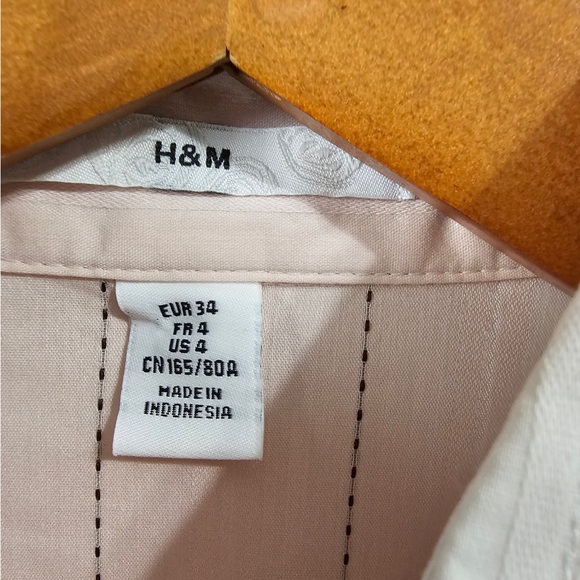 H&M
EUR 34
FR 4
US 4
CN 165/80A
MADE IN
INDONESIA